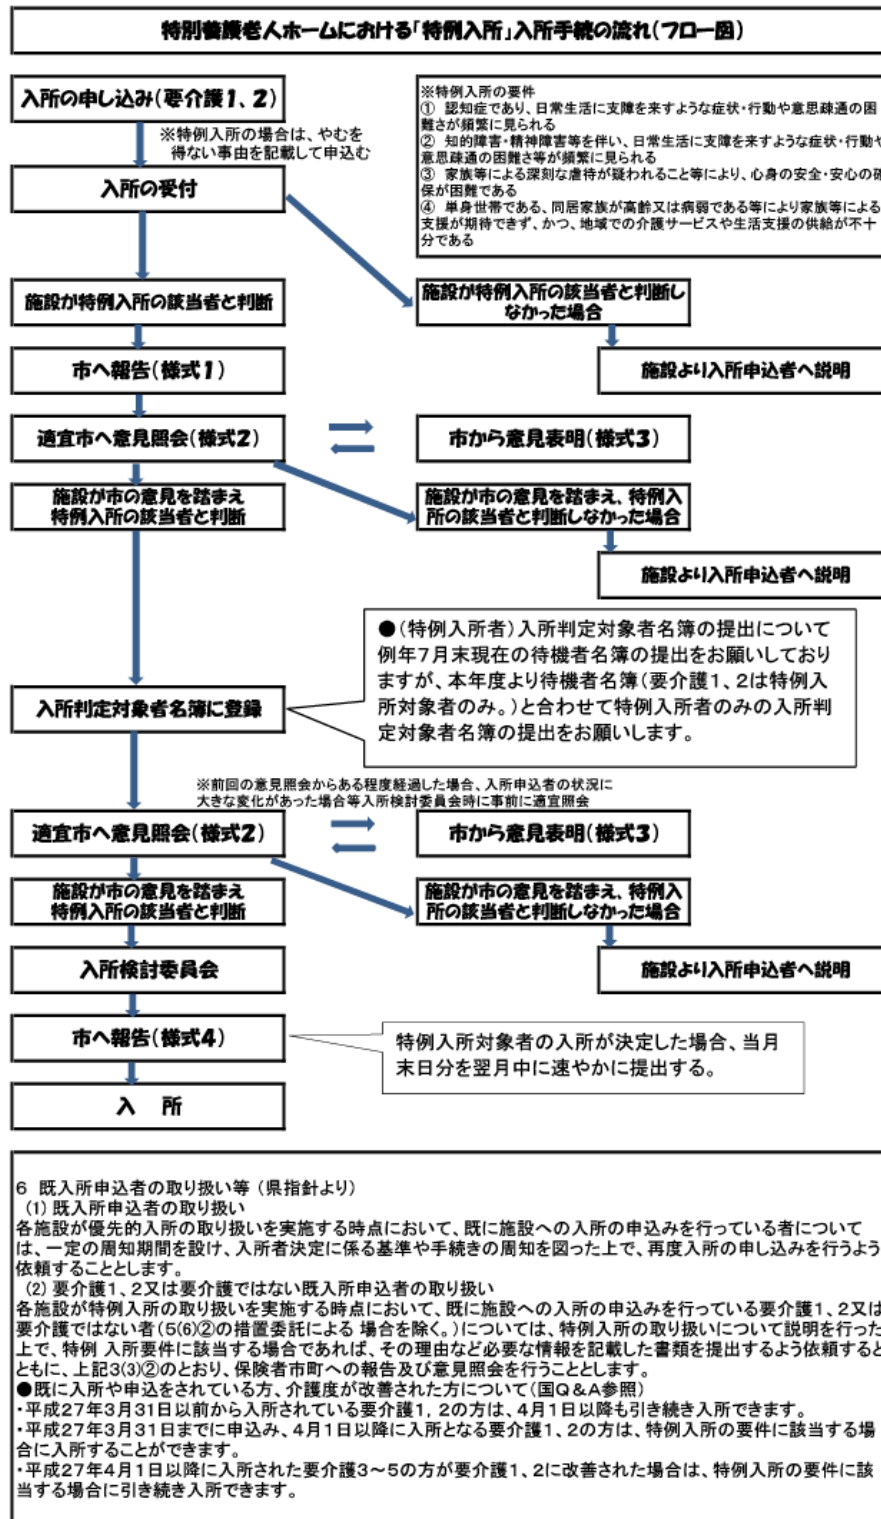 特別養護老人ホームにおける「特例入所」入所手続の流れ(フロー図)
入所の申し込み(要介護1、2)
※特例入所の場合は、やむを
得ない事由を記載して申込む
※特例入所の要件
① 認知症であり、日常生活に支障を来すような症状・行動や意思疎通の困
難さが頻繁に見られる
② 知的障害・精神障害等を伴い、日常生活に支障を来すような症状・行動や
意思疎通の困難さ等が頻繁に見られる
③ 家族等による深刻な虐待が疑われること等により、心身の安全・安心の確
保が困難である
④ 単身世帯である、同居家族が高齢又は病弱である等により家族等による
支援が期待できず、かつ、地域での介護サービスや生活支援の供給が不十
分である
入所の受付
施設が特例入所の該当者と判断
施設が特例入所の該当者と判断し
なかった場合
市へ報告(様式1)
施設より入所申込者へ説明
適宜市へ意見照会(様式2)
市から意見表明(様式3)
施設が市の意見を踏まえ
特例入所の該当者と判断
施設が市の意見を踏まえ、特例入
所の該当者と判断しなかった場合
施設より入所申込者へ説明
●(特例入所者)入所判定対象者名簿の提出について
例年7月末現在の待機者名簿の提出をお願いしており
ますが、本年度より待機者名簿(要介護1、2は特例入
所対象者のみ。)と合わせて特例入所者のみの入所判
定対象者名簿の提出をお願いします。
入所判定対象者名簿に登録
※前回の意見照会からある程度経過した場合、入所申込者の状況に
大きな変化があった場合等入所検討委員会時に事前に適宜照会
適宜市へ意見照会(様式2)
市から意見表明(様式3)
施設が市の意見を踏まえ
特例入所の該当者と判断
施設が市の意見を踏まえ、特例入
所の該当者と判断しなかった場合
入所検討委員会
施設より入所申込者へ説明
市へ報告(様式4)
特例入所対象者の入所が決定した場合、当月
末日分を翌月中に速やかに提出する。
入 所
6 既入所申込者の取り扱い等 (県指針より)
(1) 既入所申込者の取り扱い
各施設が優先的入所の取り扱いを実施する時点において、既に施設への入所の申込みを行っている者について
は、一定の周知期間を設け、入所者決定に係る基準や手続きの周知を図った上で、再度入所の申し込みを行うよう
依頼することとします。
(2) 要介護1、2又は要介護ではない既入所申込者の取り扱い
各施設が特例入所の取り扱いを実施する時点において、既に施設への入所の申込みを行っている要介護1、2又は
要介護ではない者(5(6)②の措置委託による 場合を除く。)については、特例入所の取り扱いについて説明を行った
上で、特例 入所要件に該当する場合であれば、その理由など必要な情報を記載した書類を提出するよう依頼すると
ともに、上記3(3)②のとおり、保険者市町への報告及び意見照会を行うこととします。
●既に入所や申込をされている方、介護度が改善された方について(国Q&A参照)
・平成27年3月31日以前から入所されている要介護1,2の方は、4月1日以降も引き続き入所できます。
・平成27年3月31日までに申込み、4月1日以降に入所となる要介護1、2の方は、特例入所の要件に該当する場
合に入所することができます。
・平成27年4月1日以降に入所された要介護3~5の方が要介護1、2に改善された場合は、特例入所の要件に該
当する場合に引き続き入所できます。